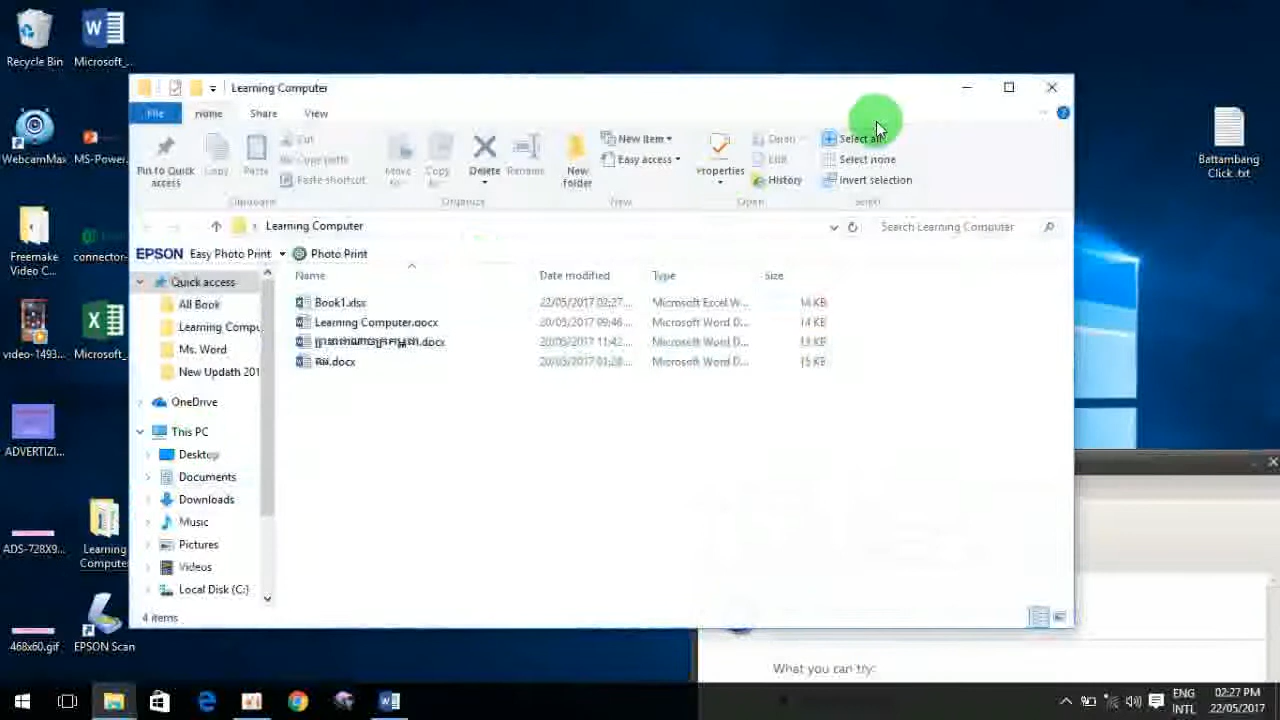 Recycle Bin
Microsoft_...
WebcamMax
MS-Power...
Freemake
Video C...
connector-
video-1493...
Microsoft_
ADVERTIZI...
ADS-728X9...
Learning
Computer
468x60.gif
EPSON Scan
Battambang
Click .txt
Learning Computer
File
Home
Share
View
Pin to Quick
access
Copy
Paste
Cut
Copy path
Paste shortcut
Clipboard
Move
to
Copy
to
Delete
Rename
Organize
New
folder
New item
Easy access
New
Properties
Open
Edit
History
Open
Select all
Select none
Invert selection
Select
Learning Computer
Search Learning Computer
EPSON Easy Photo Print
Photo Print
Name Date modified Type Size
Book1.xlsx 22/05/2017 02:27... Microsoft Excel W... 14 KB
Learning Computer.docx 20/05/2017 09:46... Microsoft Word D... 14 KB
.docx 20/05/2017 11:42... Microsoft Word D... 13 KB
.docx 20/05/2017 01:28... Microsoft Word D... 15 KB
Quick access
All Book
Learning Compu
Ms. Word
New Updath 201
OneDrive
This PC
Desktop
Documents
Downloads
Music
Pictures
Videos
Local Disk (C:)
4 items
What you can try:
ENG
INTL
02:27 PM
22/05/2017